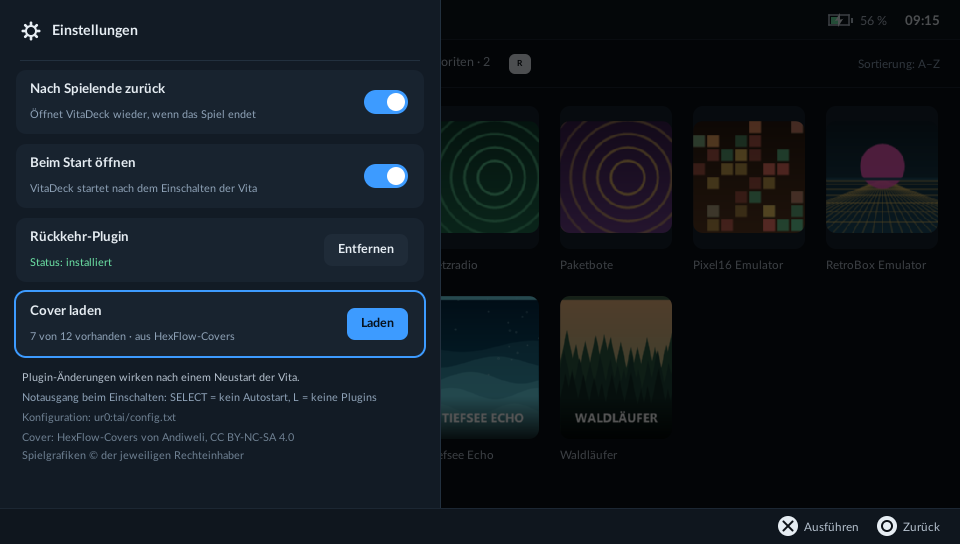 Einstellungen
56 %
09:15
Nach Spielende zurück
Öffnet VitaDeck wieder, wenn das Spiel endet
Beim Start öffnen
VitaDeck startet nach dem Einschalten der Vita
Rückkehr-Plugin
Status: installiert
Entfernen
Cover laden
7 von 12 vorhanden · aus HexFlow-Covers
Laden
Plugin-Änderungen wirken nach einem Neustart der Vita.
Notausgang beim Einschalten: SELECT = kein Autostart, L = keine Plugins
Konfiguration: ur0:tai/config.txt
Cover: HexFlow-Covers von Andiweli, CC BY-NC-SA 4.0
Spielgrafiken © der jeweiligen Rechteinhaber
oriten · 2
R
Sortierung: A–Z
tzradio
Paketbote
Pixel16 Emulator
RetroBox Emulator
TIEFSEE ECHO
WALDLÄUFER
efsee Echo
Waldläufer
Ausführen
Zurück